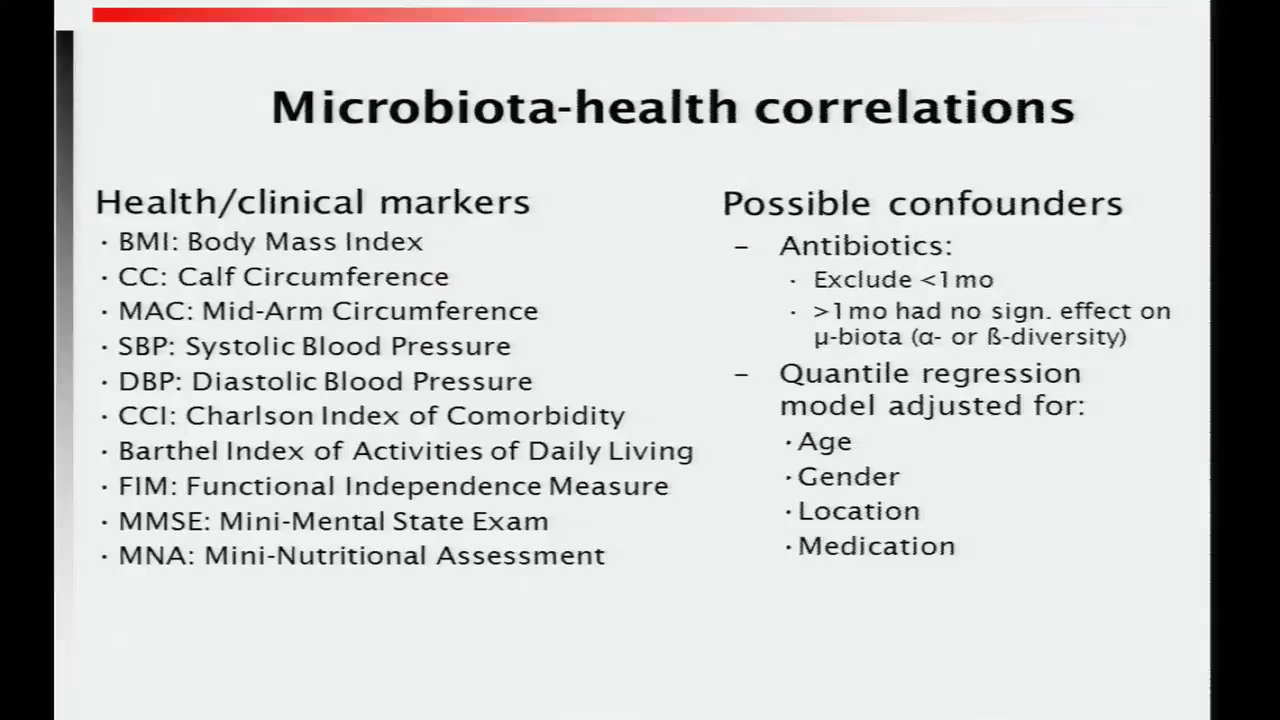 Microbiota-health correlations
Health/clinical markers
· BMI: Body Mass Index
· CC: Calf Circumference
· MAC: Mid-Arm Circumference
· SBP: Systolic Blood Pressure
· DBP: Diastolic Blood Pressure
· CCI: Charlson Index of Comorbidity
· Barthel Index of Activities of Daily Living
· FIM: Functional Independence Measure
· MMSE: Mini-Mental State Exam
· MNA: Mini-Nutritional Assessment
Possible confounders
– Antibiotics:
· Exclude <1mo
· >1mo had no sign. effect on
µ-biota (α- or ß-diversity)
– Quantile regression
model adjusted for:
·Age
·Gender
·Location
·Medication